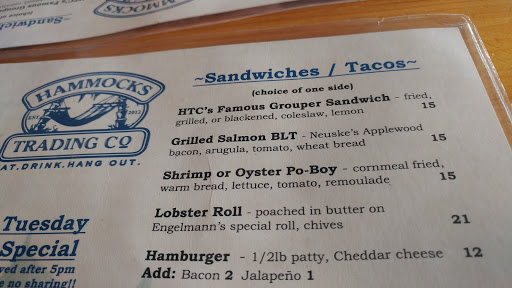 ~Sandwich
HAMMOCKS
EST.
TRADING CO
EAT.DRINK.HANG OUT.
Tuesday
Special
after 5pm
no sharing!!
~Sandwiches / Tacos~
(choice of one side)
HTC's Famous Grouper Sandwich - fried,
grilled, or blackened, coleslaw, lemon 15
Grilled Salmon BLT - Neuske's Applewood
bacon, arugula, tomato, wheat bread 15
Shrimp or Oyster Po-Boy - cornmeal fried,
warm bread, lettuce, tomato, remoulade 15
Lobster Roll - poached in butter on
Engelmann's special roll, chives 21
Hamburger - 1/2lb patty, Cheddar cheese 12
Add: Bacon 2 Jalapeño 1